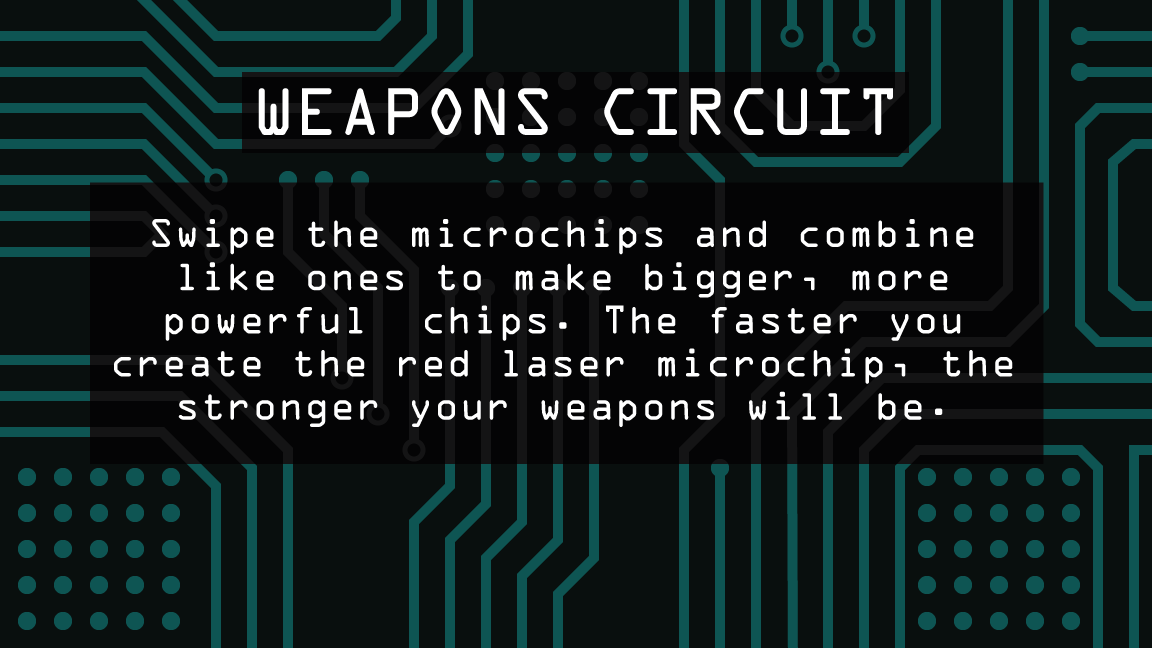 WEAPONS CIRCUIT
Swipe the microchips and combine
like ones to make bigger, more
powerful  chips. The faster you
create the red laser microchip, the
stronger your weapons will be.